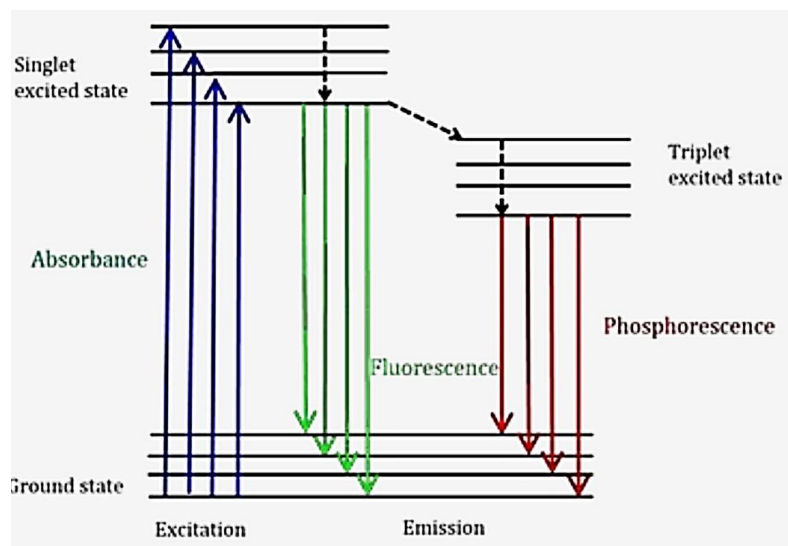 Singlet
excited state
Triplet
excited state
Absorbance
Phosphorescence
Fluorescence
Ground state
Excitation
Emission